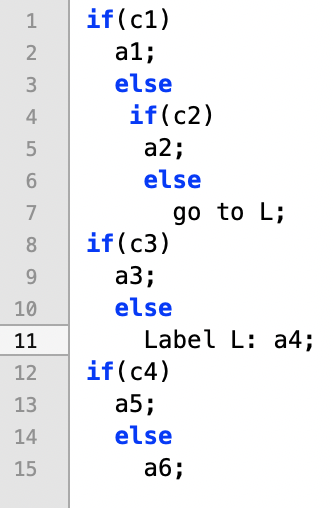 1 if(c1)
2 a1;
3 else
4 if(c2)
5 a2;
6 else
7 go to L;
8 if(c3)
9 a3;
10 else
11 Label L: a4;
12 if(c4)
13 a5;
14 else
15 a6;